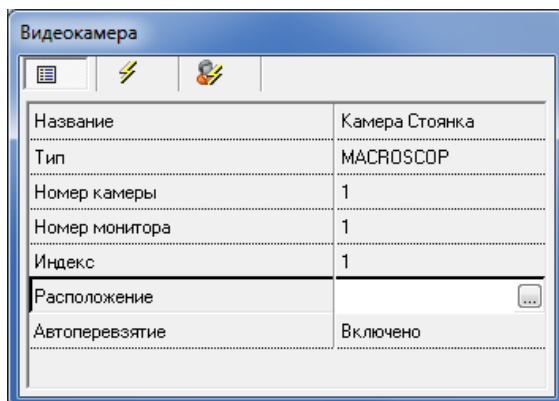 Видеокамера
Название Камера Стоянка
Тип MACROSCOP
Номер камеры 1
Номер монитора 1
Индекс 1
Расположение ...
Автоперевзятие Включено